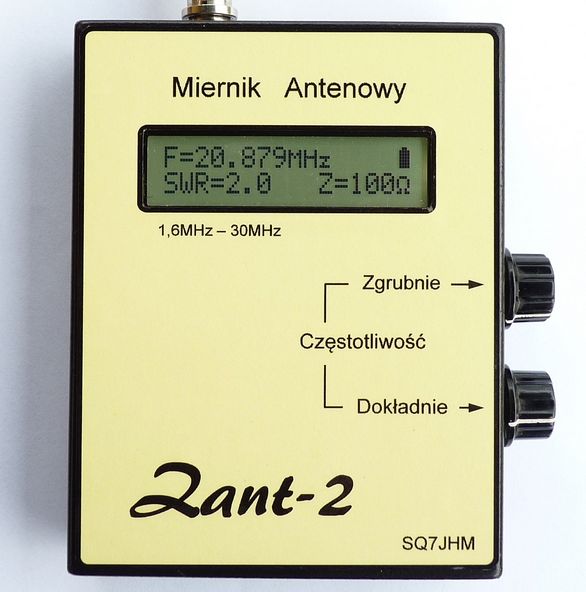 Miernik Antenowy
F=20.879MHz
SWR=2.0 Z=100Ω
1,6MHz – 30MHz
Zgrubnie
Częstotliwość
Dokładnie
Zant-2
SQ7JHM